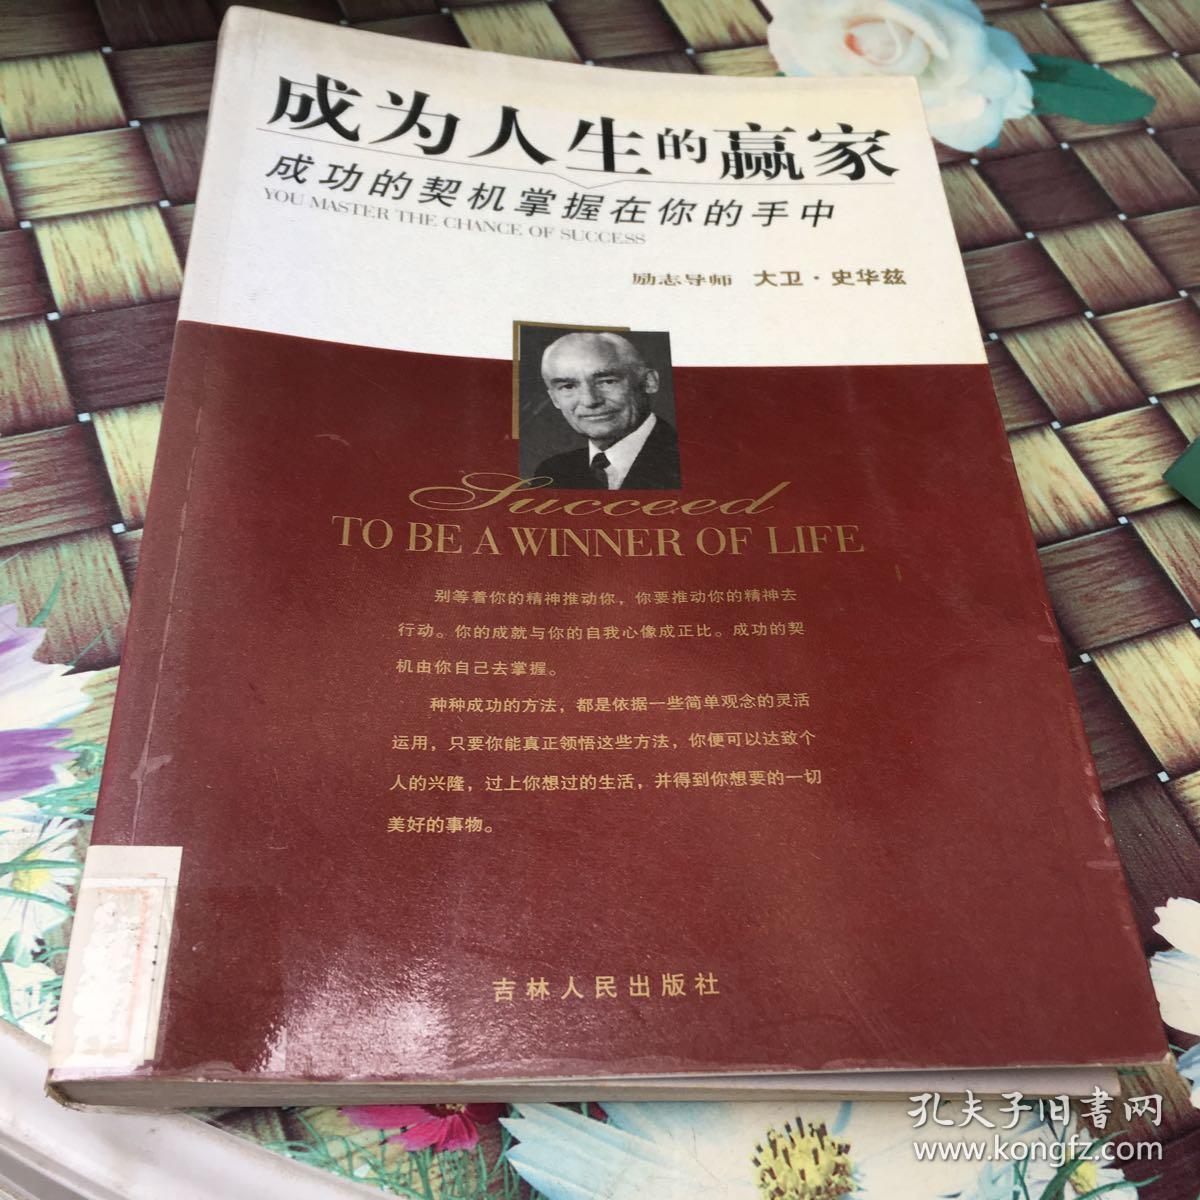 成为人生的赢家
成功的契机掌握在你的手中
YOU MASTER THE CHANCE OF SUCCESS
励志导师 大卫·史华兹
Succeed
TO BE A WINNER OF LIFE
别等着你的精神推动你，你要推动你的精神去
行动。你的成就与你的自我心像成正比。成功的契
机由你自己去掌握。
种种成功的方法，都是依据一些简单观念的灵活
运用，只要你能真正领悟这些方法，你便可以达致个
人的兴隆，过上你想过的生活，并得到你想要的一切
美好的事物。
吉林人民出版社
孔夫子旧书网
www.kongfz.com